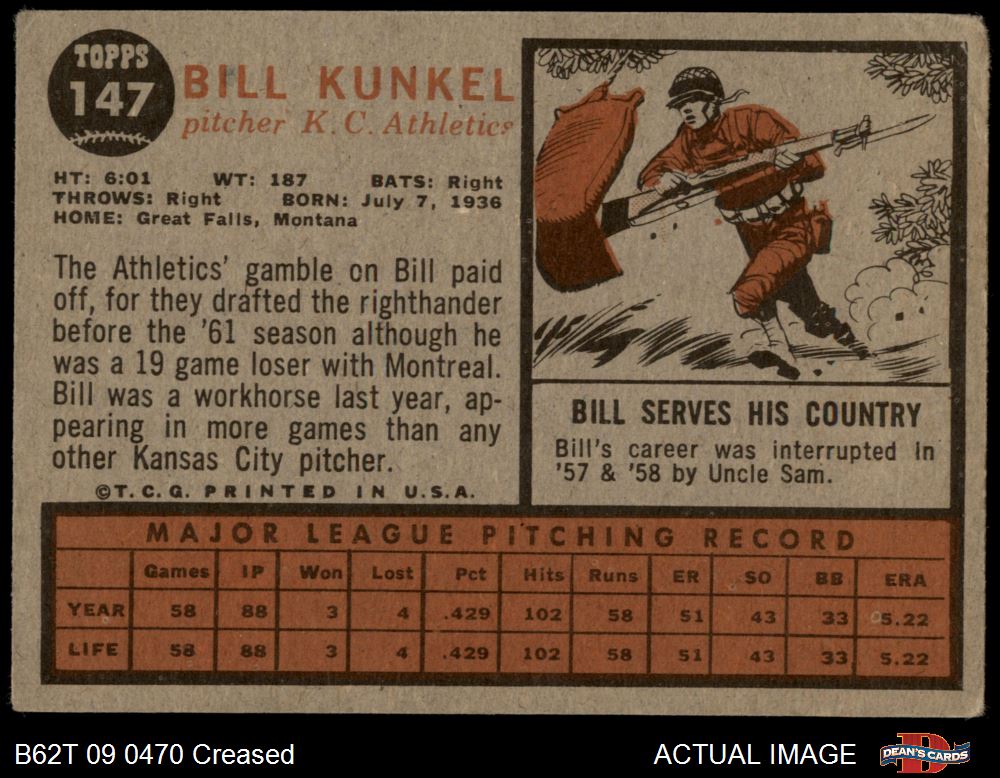 TOPPS
147
BILL KUNKEL
pitcher K.C. Athletics
HT: 6:01 WT: 187 BATS: Right
THROWS: Right BORN: July 7, 1936
HOME: Great Falls, Montana
The Athletics' gamble on Bill paid
off, for they drafted the righthander
before the '61 season although he
was a 19 game loser with Montreal.
Bill was a workhorse last year, ap-
pearing in more games than any
other Kansas City pitcher.
©T.C.G. PRINTED IN U.S.A.
BILL SERVES HIS COUNTRY
Bill's career was interrupted in
'57 & '58 by Uncle Sam.
MAJOR LEAGUE PITCHING RECORD
Games IP Won Lost Pct Hits Runs ER SO BB ERA
YEAR 58 88 3 4 .429 102 58 51 43 33 5.22
LIFE 58 88 3 4 .429 102 58 51 43 33 5.22
B62T 09 0470 Creased
ACTUAL IMAGE
DEAN'S CARDS